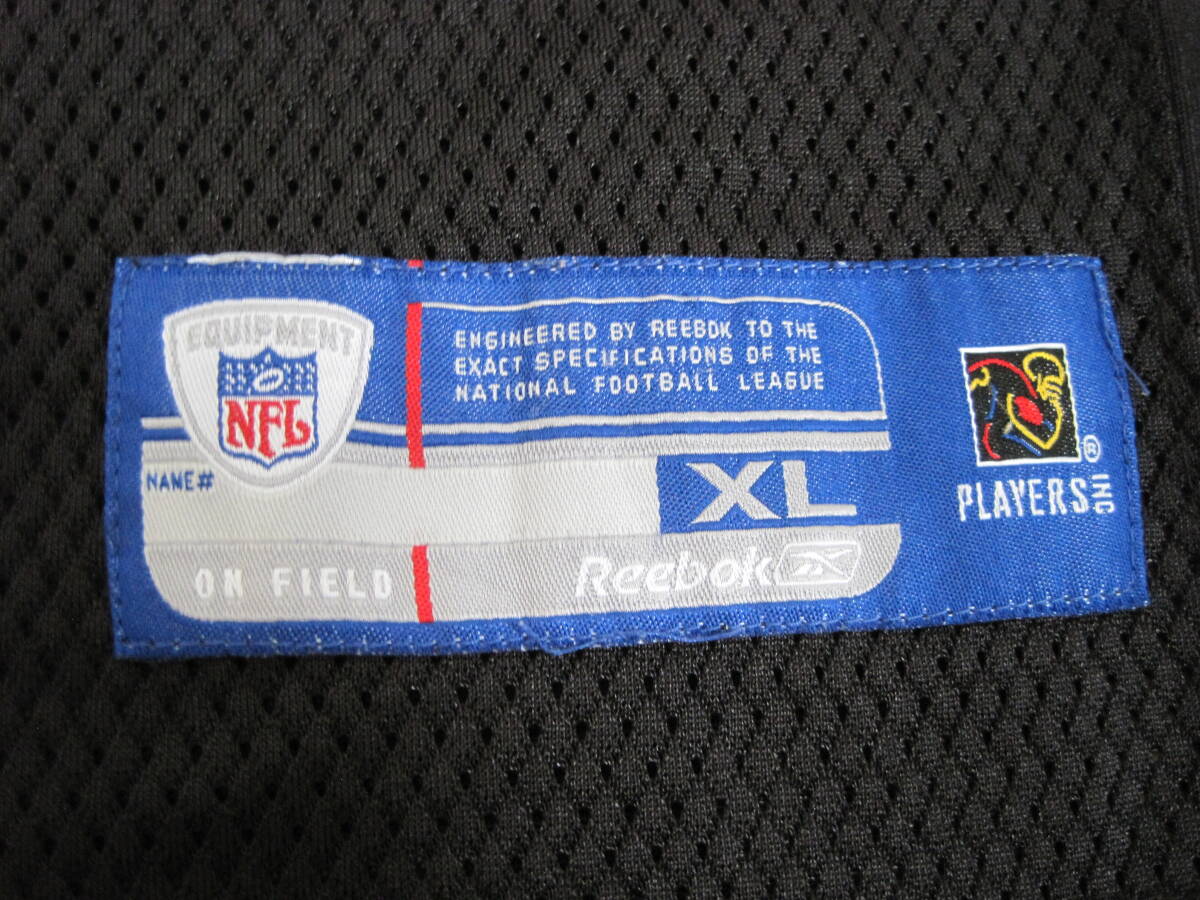 EQUIPMENT
NFL
ENGINEERED BY REEBOK TO THE
EXACT SPECIFICATIONS OF THE
NATIONAL FOOTBALL LEAGUE
NAME#
XL
ON FIELD
Reebok
PLAYERS INC
®